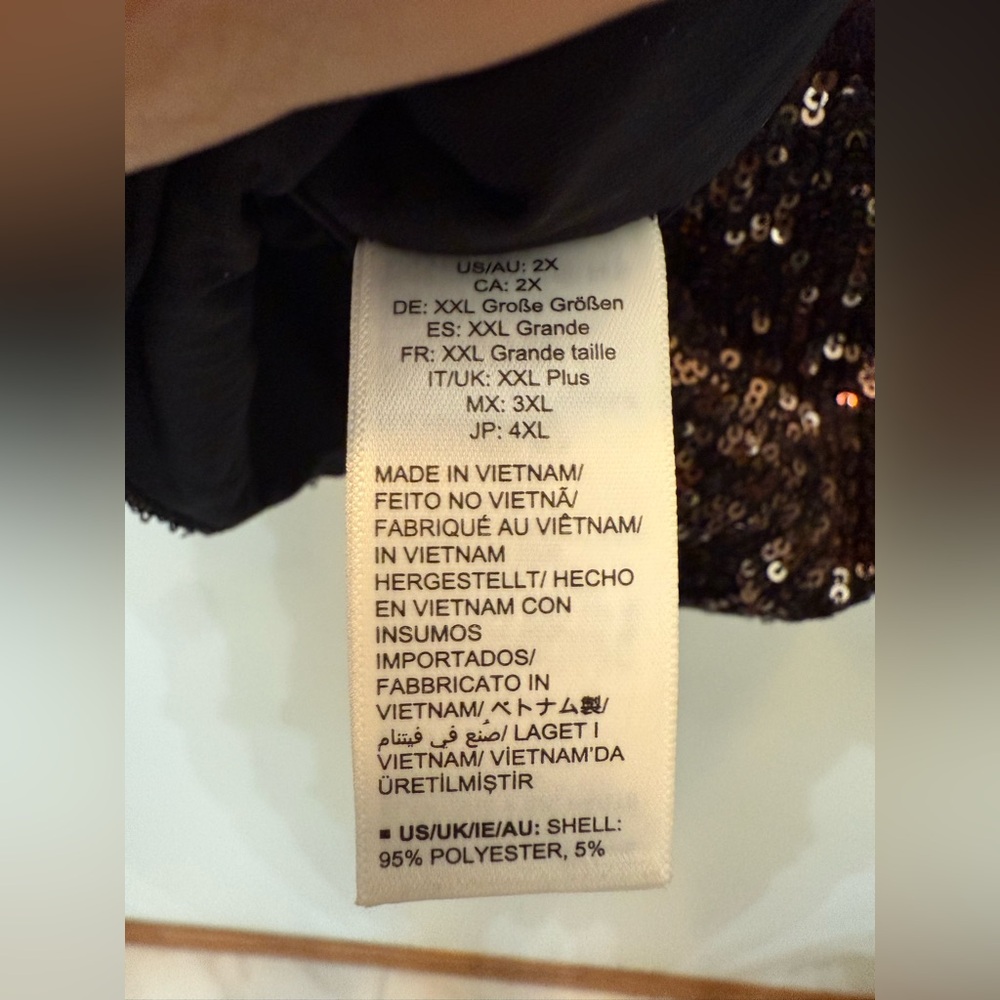 US/AU: 2X
CA: 2X
DE: XXL Große Größen
ES: XXL Grande
FR: XXL Grande taille
IT/UK: XXL Plus
MX: 3XL
JP: 4XL
MADE IN VIETNAM/
FEITO NO VIETNÃ/
FABRIQUÉ AU VIÊTNAM/
IN VIETNAM
HERGESTELLT/ HECHO
EN VIETNAM CON
INSUMOS
IMPORTADOS/
FABBRICATO IN
VIETNAM/ ベトナム製/
صُنع في فيتنام/ LAGET I
VIETNAM/ VİETNAM'DA
ÜRETİLMİŞTİR
▪ US/UK/IE/AU: SHELL:
95% POLYESTER, 5%